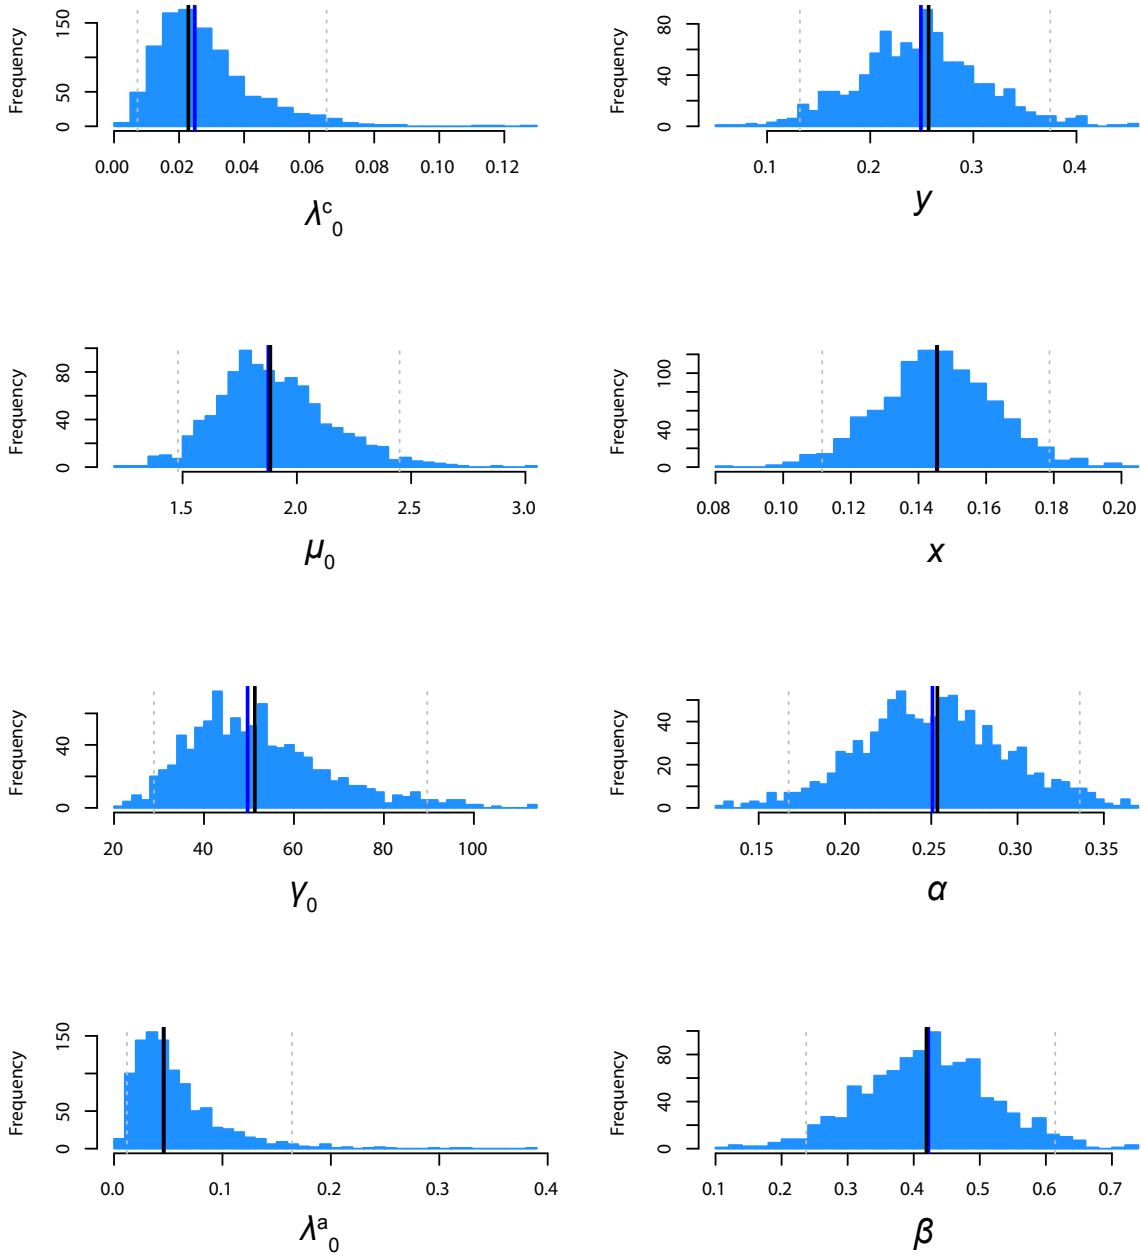 Frequency
0 50 150
0.00 0.02 0.04 0.06 0.08 0.10 0.12
λᶜ₀
Frequency
0 40 80
0.1 0.2 0.3 0.4
y
Frequency
0 40 80
1.5 2.0 2.5 3.0
μ₀
Frequency
0 40 100
0.08 0.10 0.12 0.14 0.16 0.18 0.20
x
Frequency
0 40
20 40 60 80 100
γ₀
Frequency
0 20 40
0.15 0.20 0.25 0.30 0.35
α
Frequency
0 50 150
0.0 0.1 0.2 0.3 0.4
λᵃ₀
Frequency
0 40 80
0.1 0.2 0.3 0.4 0.5 0.6 0.7
β